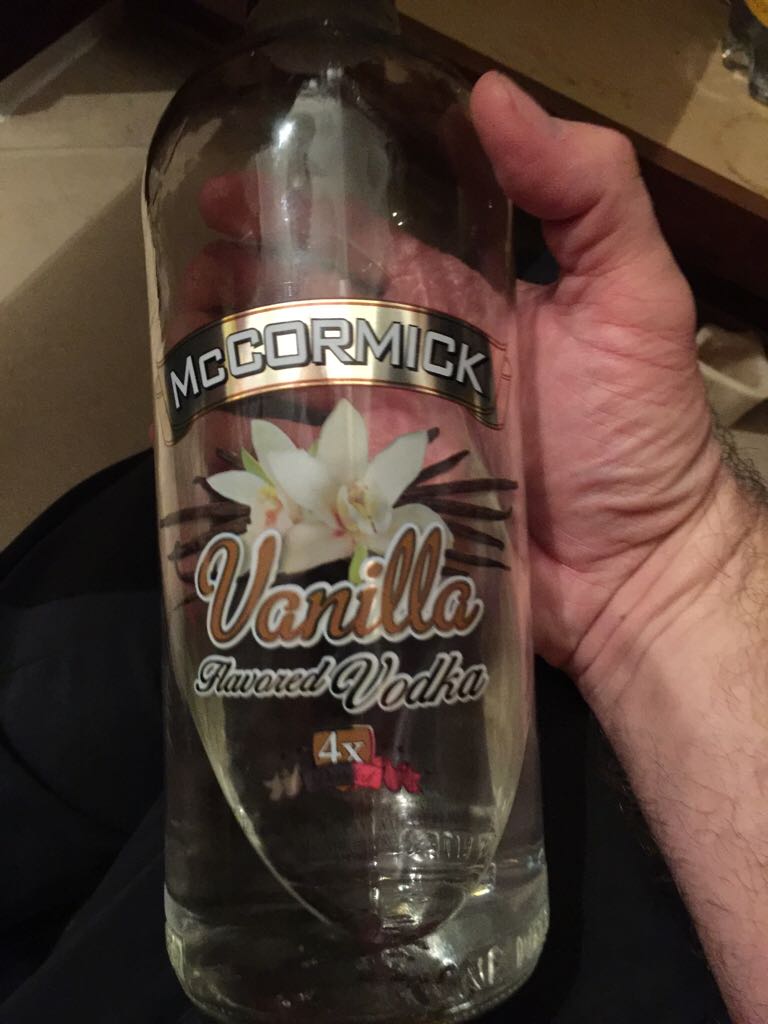 McCORMICK
Vanilla
Flavored Vodka
4x